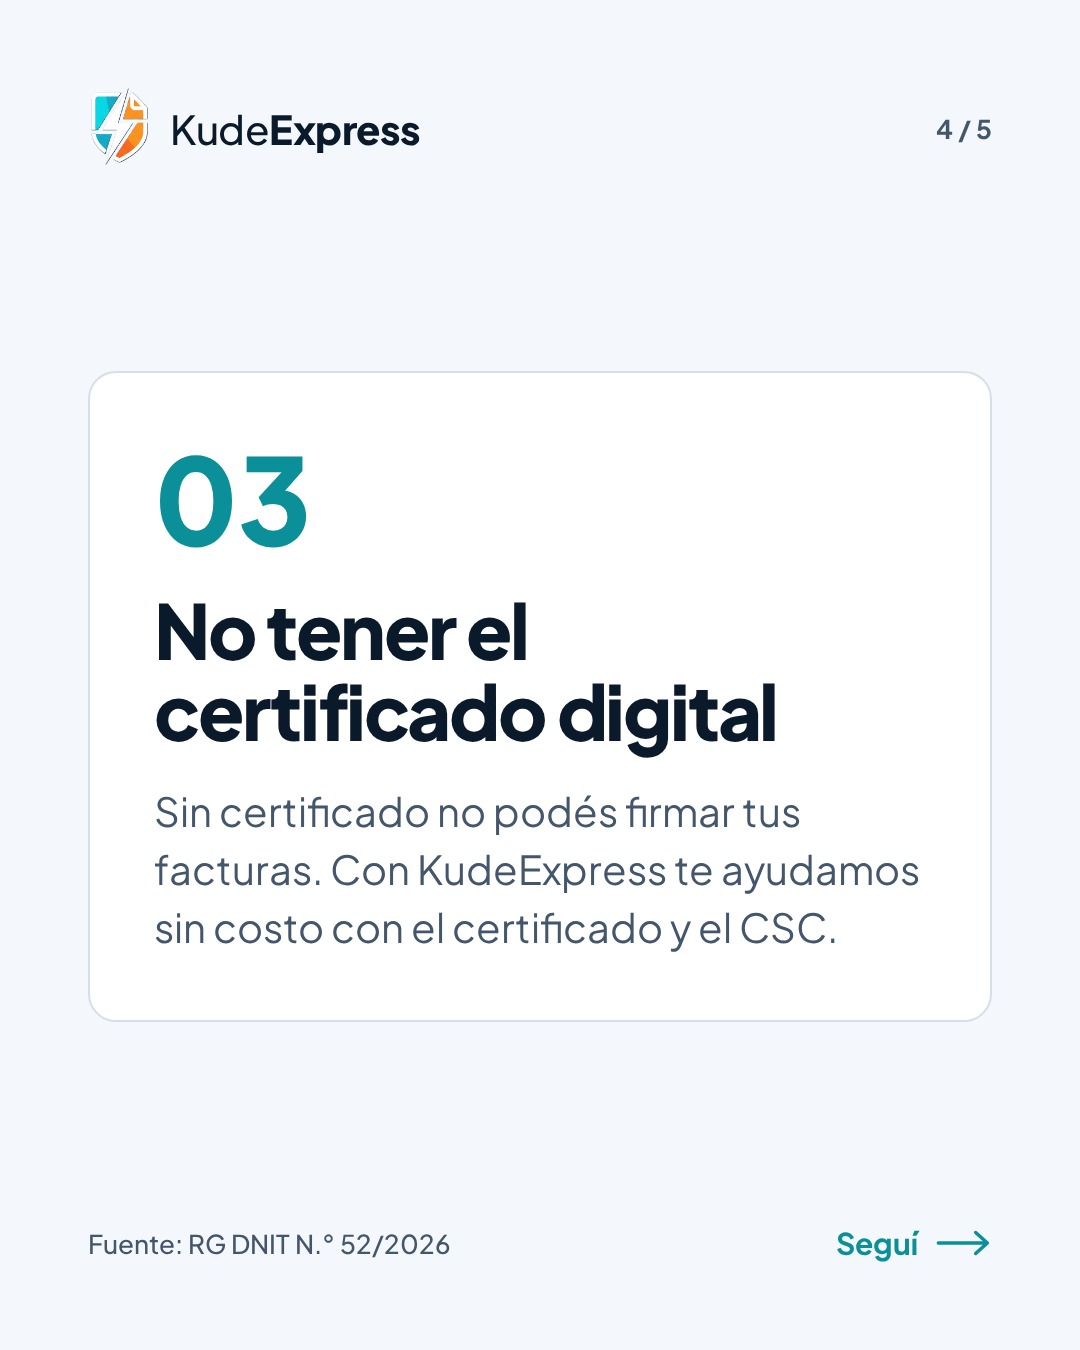 KudeExpress
4 / 5
03
No tener el
certificado digital
Sin certificado no podés firmar tus
facturas. Con KudeExpress te ayudamos
sin costo con el certificado y el CSC.
Fuente: RG DNIT N.° 52/2026
Seguí →